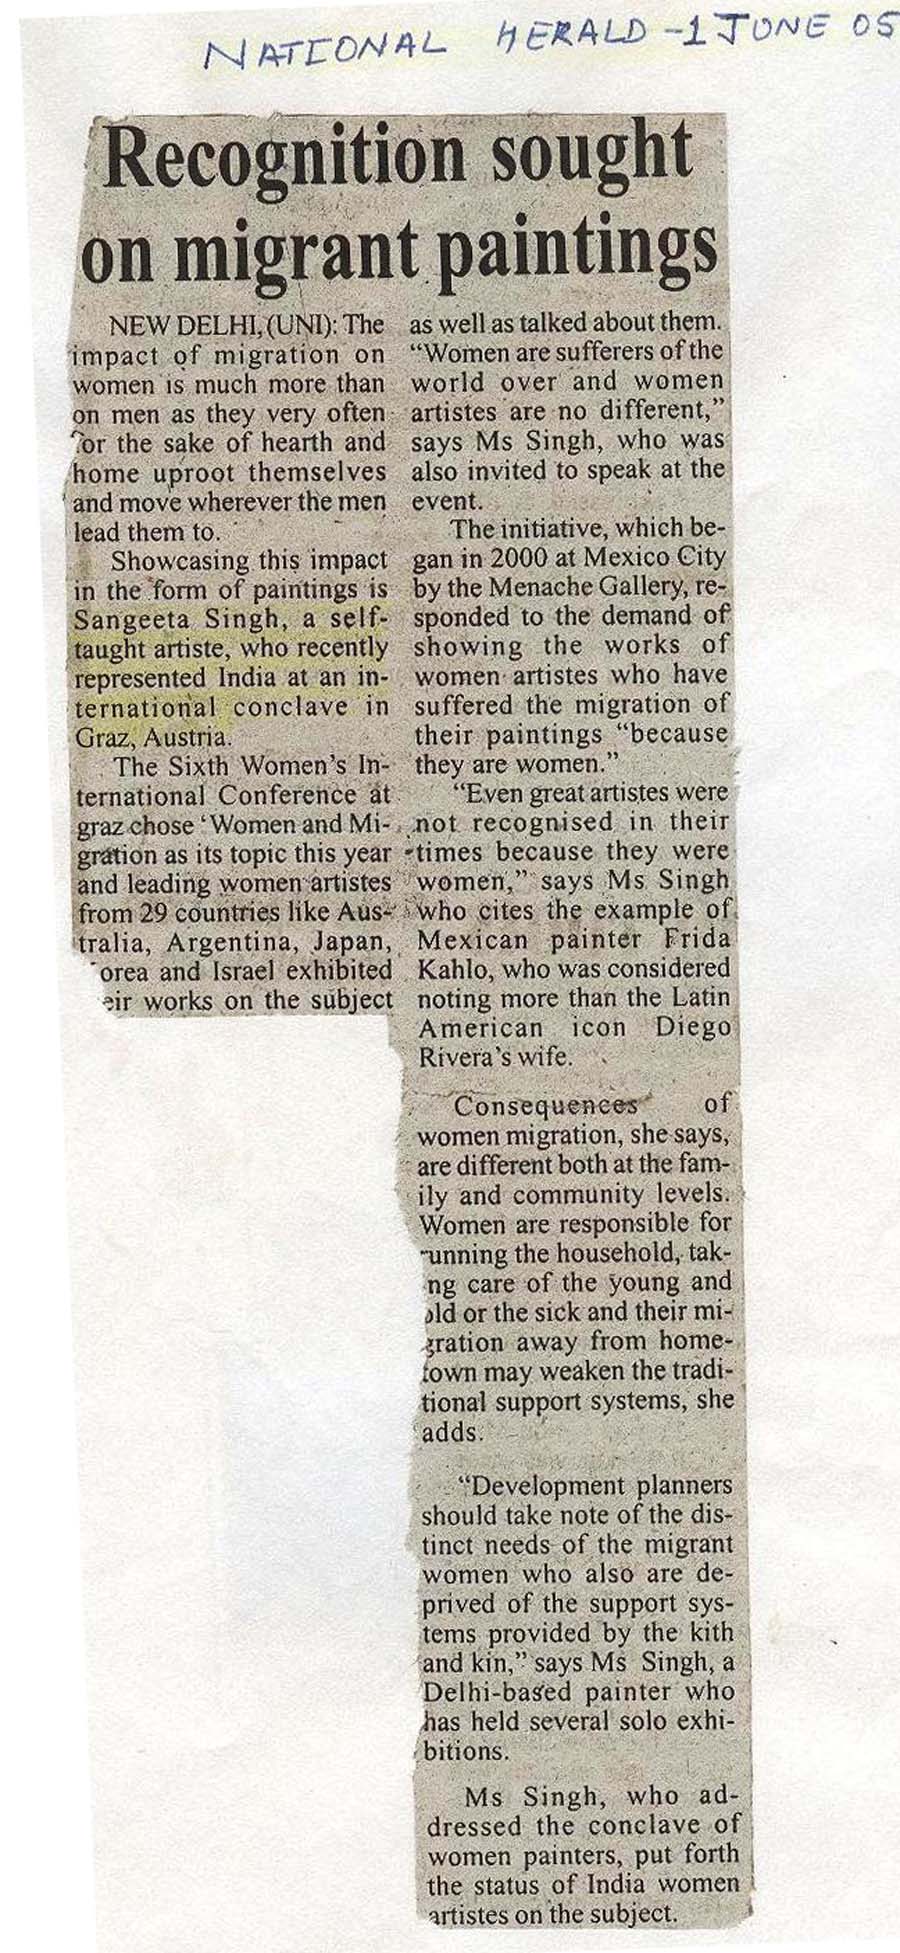 NATIONAL HERALD - 1 JUNE 05
Recognition sought
on migrant paintings
NEW DELHI, (UNI): The
impact of migration on
women is much more than
on men as they very often
for the sake of hearth and
home uproot themselves
and move wherever the men
lead them to.
Showcasing this impact
in the form of paintings is
Sangeeta Singh, a self-
taught artiste, who recently
represented India at an in-
ternational conclave in
Graz, Austria.
The Sixth Women's In-
ternational Conference at
graz chose 'Women and Mi-
gration as its topic this year
and leading women artistes
from 29 countries like Aus-
tralia, Argentina, Japan,
orea and Israel exhibited
eir works on the subject
as well as talked about them.
“Women are sufferers of the
world over and women
artistes are no different,”
says Ms Singh, who was
also invited to speak at the
event.
The initiative, which be-
gan in 2000 at Mexico City
by the Menache Gallery, re-
sponded to the demand of
showing the works of
women artistes who have
suffered the migration of
their paintings “because
they are women.”
“Even great artistes were
not recognised in their
times because they were
women,” says Ms Singh
who cites the example of
Mexican painter Frida
Kahlo, who was considered
noting more than the Latin
American icon Diego
Rivera's wife.
Consequences of
women migration, she says,
are different both at the fam-
ily and community levels.
Women are responsible for
running the household, tak-
ng care of the young and
old or the sick and their mi-
gration away from home-
town may weaken the tradi-
tional support systems, she
adds.
“Development planners
should take note of the dis-
tinct needs of the migrant
women who also are de-
prived of the support sys-
tems provided by the kith
and kin,” says Ms Singh, a
Delhi-based painter who
has held several solo exhi-
bitions.
Ms Singh, who ad-
dressed the conclave of
women painters, put forth
the status of India women
artistes on the subject.